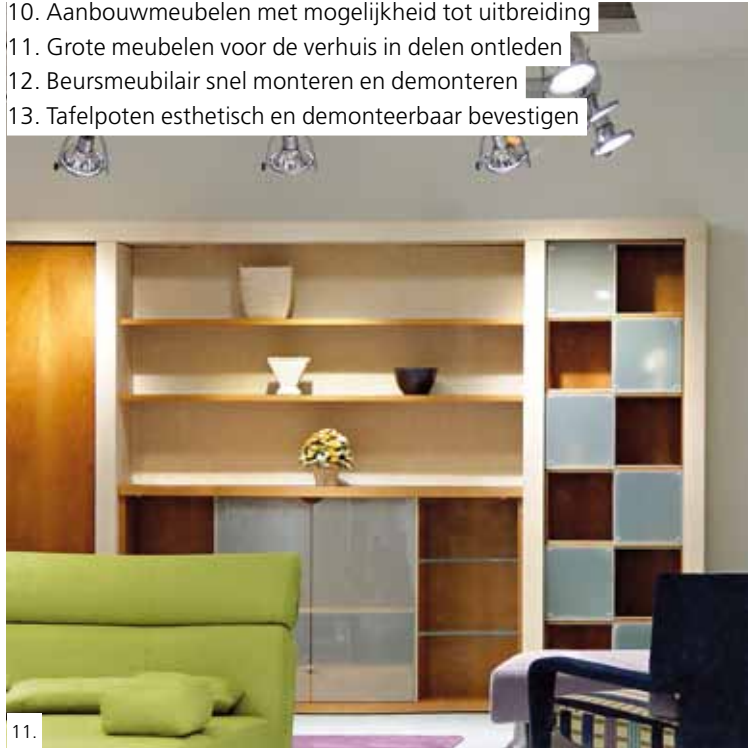 10. Aanbouwmeubelen met mogelijkheid tot uitbreiding
11. Grote meubelen voor de verhuis in delen ontleden
12. Beursmeubilair snel monteren en demonteren
13. Tafelpoten esthetisch en demonteerbaar bevestigen
11.